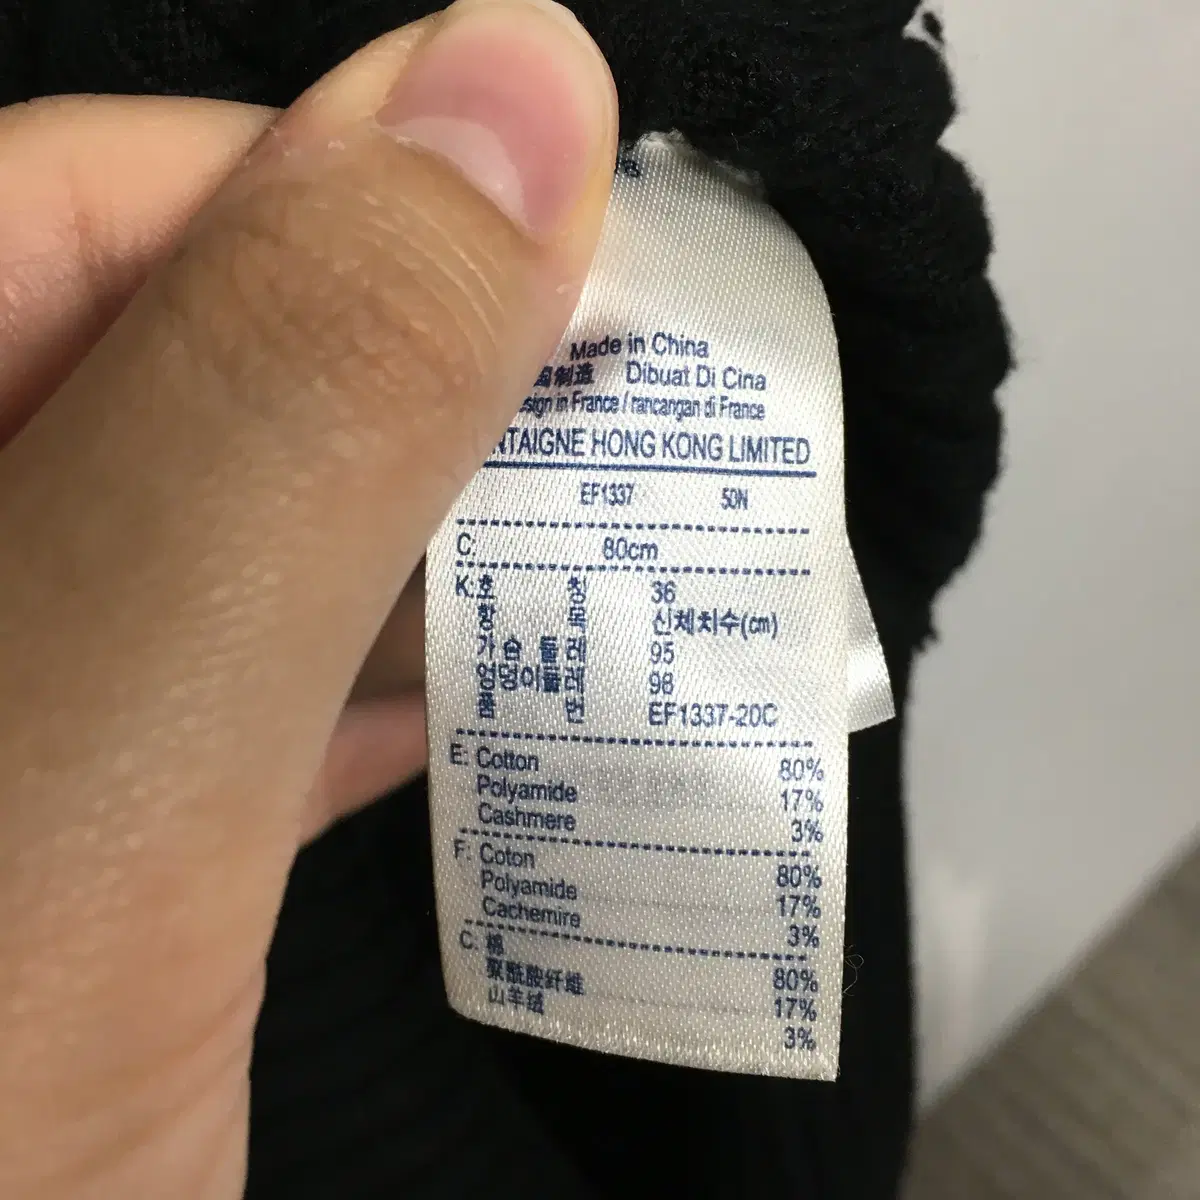 Made in China
国制造 Dibuat Di Cina
esign in France / rancangan di France
NTAIGNE HONG KONG LIMITED
EF1337 50N
C: 80cm
K: 호 칭 36
항 목 신체치수(cm)
가 슴 둘 레 95
엉덩이둘레 98
품 번 EF1337-20C
E: Cotton 80%
Polyamide 17%
Cashmere 3%
F: Coton 80%
Polyamide 17%
Cachemire 3%
C: 棉 80%
聚酰胺纤维 17%
山羊绒 3%